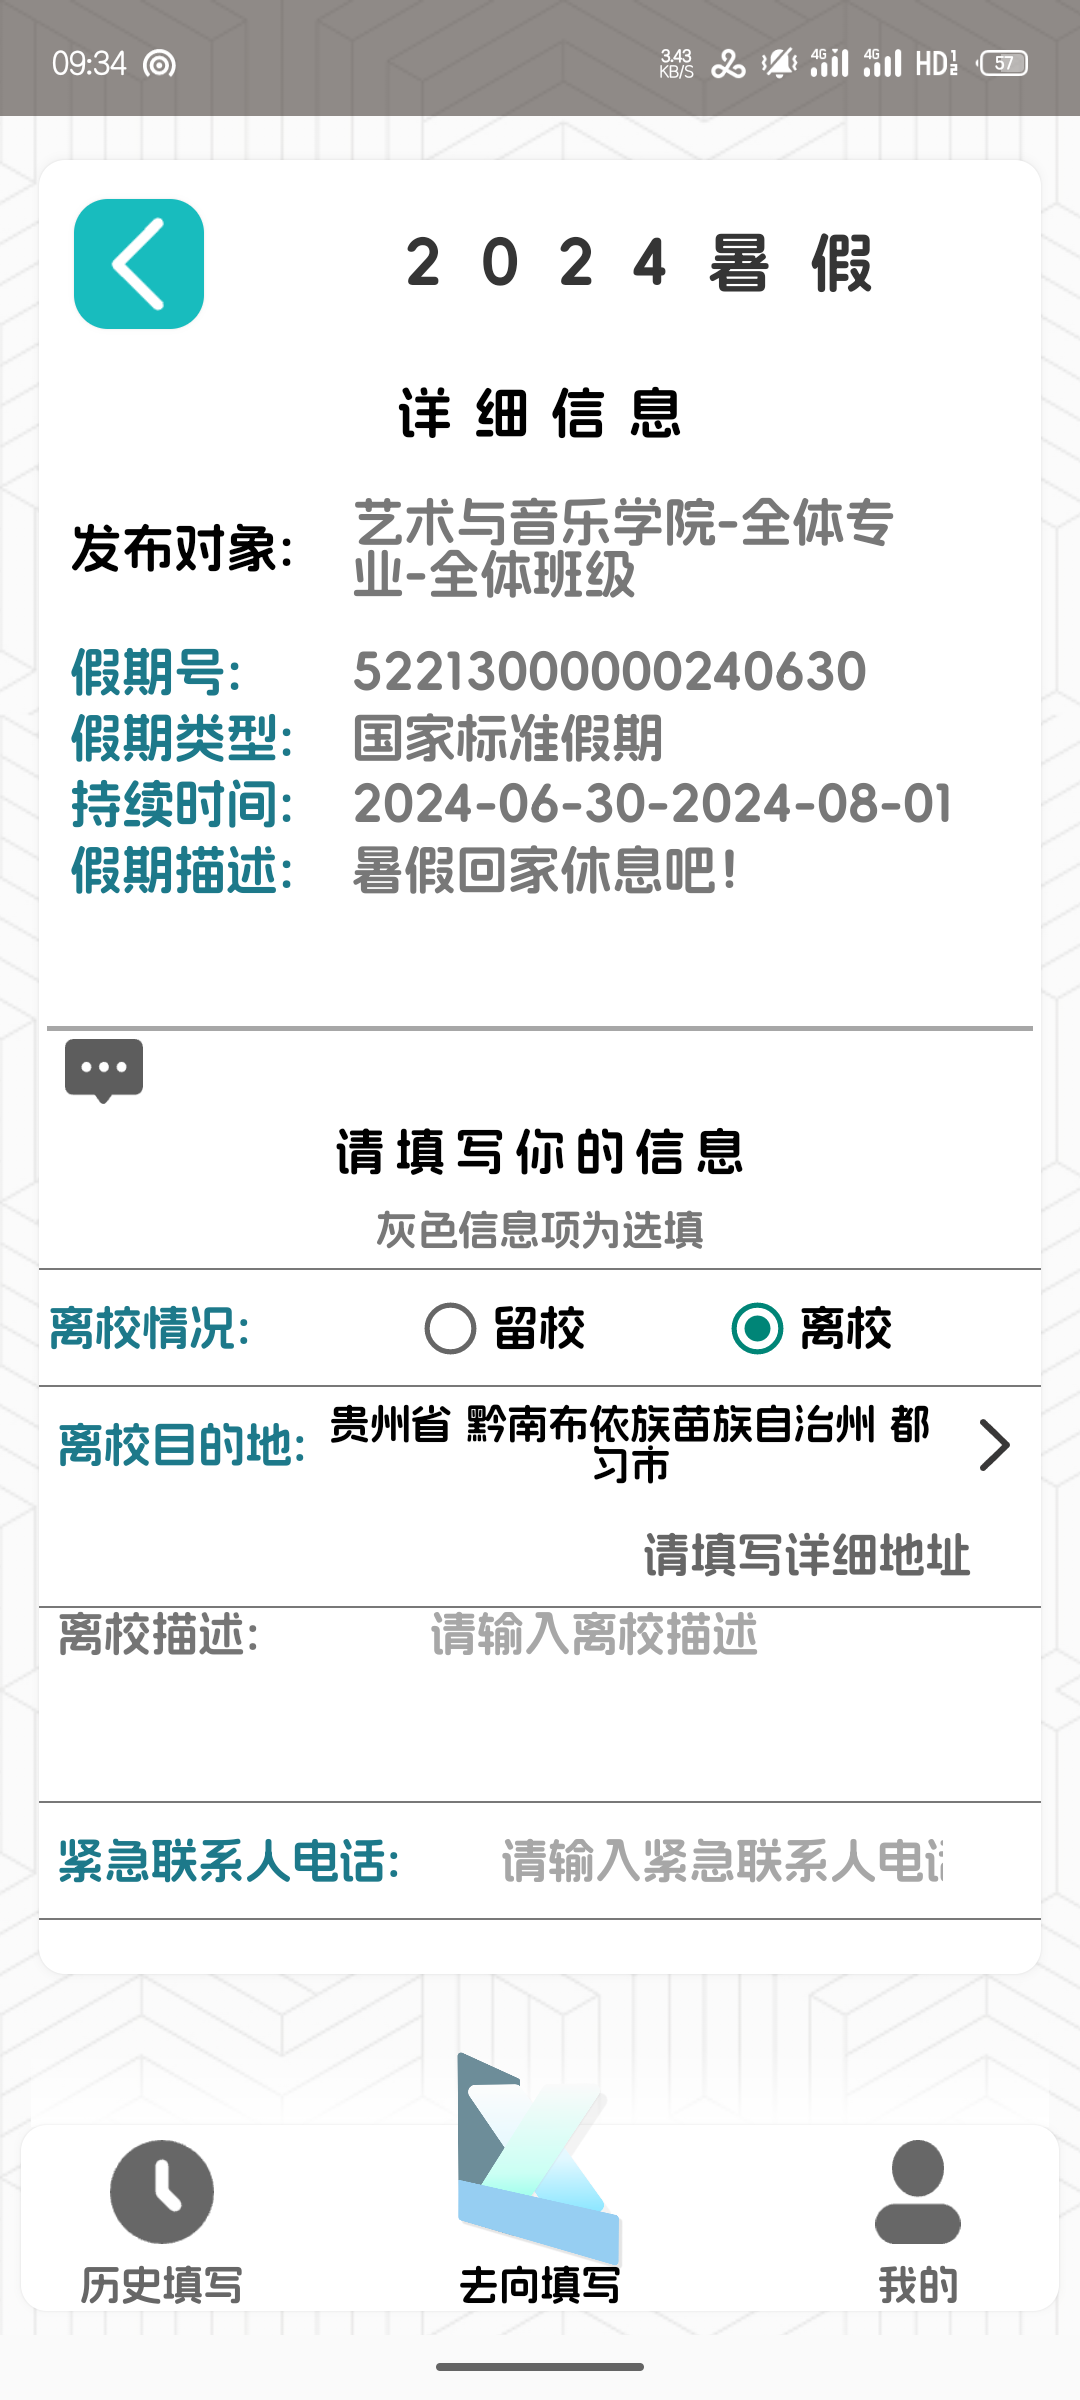 09:34
3.43
KB/S
4G
4G
HD 1 2
57
2024暑假
详细信息
发布对象:
艺术与音乐学院-全体专
业-全体班级
假期号: 52213000000240630
假期类型: 国家标准假期
持续时间: 2024-06-30-2024-08-01
假期描述: 暑假回家休息吧!
请填写你的信息
灰色信息项为选填
离校情况: 留校 离校
离校目的地:
贵州省 黔南布依族苗族自治州 都
匀市
请填写详细地址
离校描述: 请输入离校描述
紧急联系人电话: 请输入紧急联系人电
历史填写 去向填写 我的